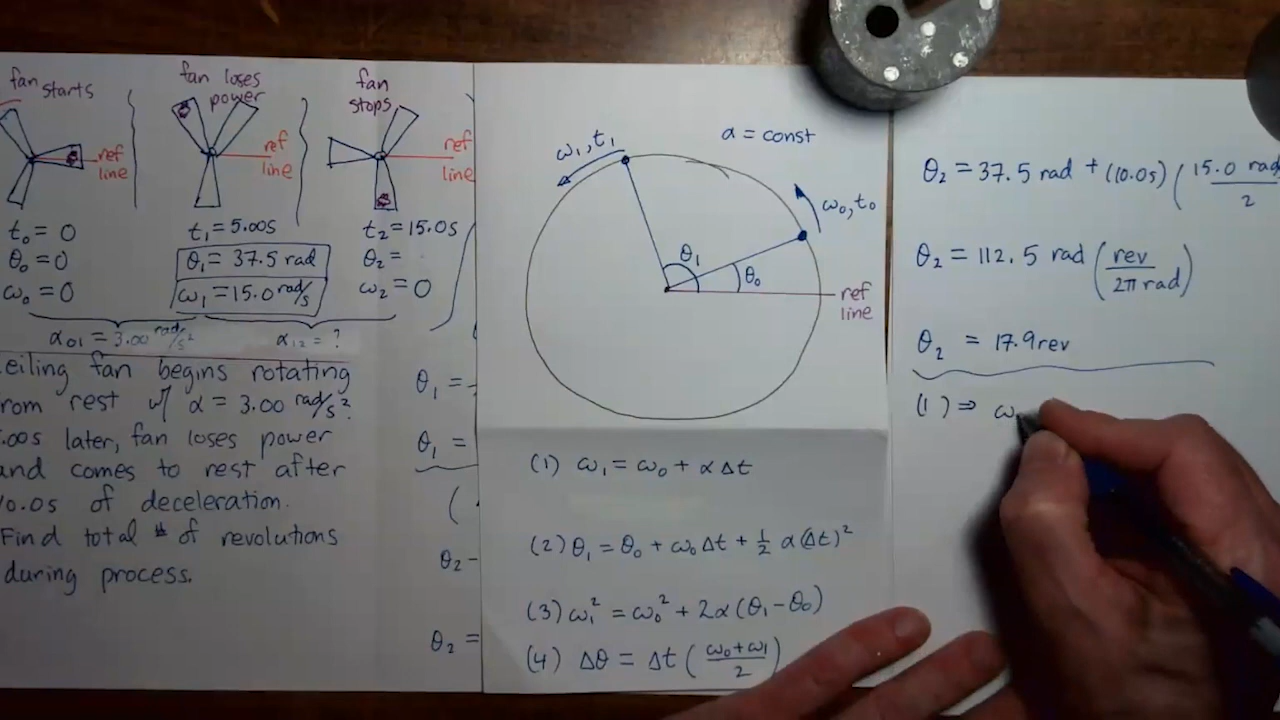 fan starts
fan loses power
fan stops
ref line
ref line
ref line
t₀ = 0
θ₀ = 0
ω₀ = 0
t₁ = 5.00s
θ₁ = 37.5 rad
ω₁ = 15.0 rad/s
t₂ = 15.0s
θ₂ =
ω₂ = 0
α₀₁ = 3.00 rad/s²
α₁₂ = ?
eiling fan begins rotating
rom rest w/ α = 3.00 rad/s².
.00s later, fan loses power
and comes to rest after
10.0s of deceleration.
Find total # of revolutions
during process.
θ₁ =
θ₁ =
(
θ₂ -
θ₂ =
α = const
ω₁, t₁
ω₀, t₀
θ₁
θ₀
ref line
(1) ω₁ = ω₀ + α Δt
(2) θ₁ = θ₀ + ω₀ Δt + 1/2 α (Δt)²
(3) ω₁² = ω₀² + 2α (θ₁ - θ₀)
(4) Δθ = Δt ( (ω₀ + ω₁)/2 )
θ₂ = 37.5 rad + (10.0s) ( 15.0 rad / 2
θ₂ = 112.5 rad ( rev / 2π rad )
θ₂ = 17.9 rev
(1) ⇒ ω